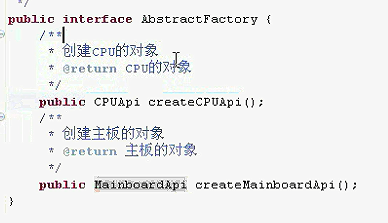 */
public interface AbstractFactory {
/**
* 创建CPU的对象
* @return CPU的对象
*/
public CPUApi createCPUApi();
/**
* 创建主板的对象
* @return 主板的对象
*/
public MainboardApi createMainboardApi();
}